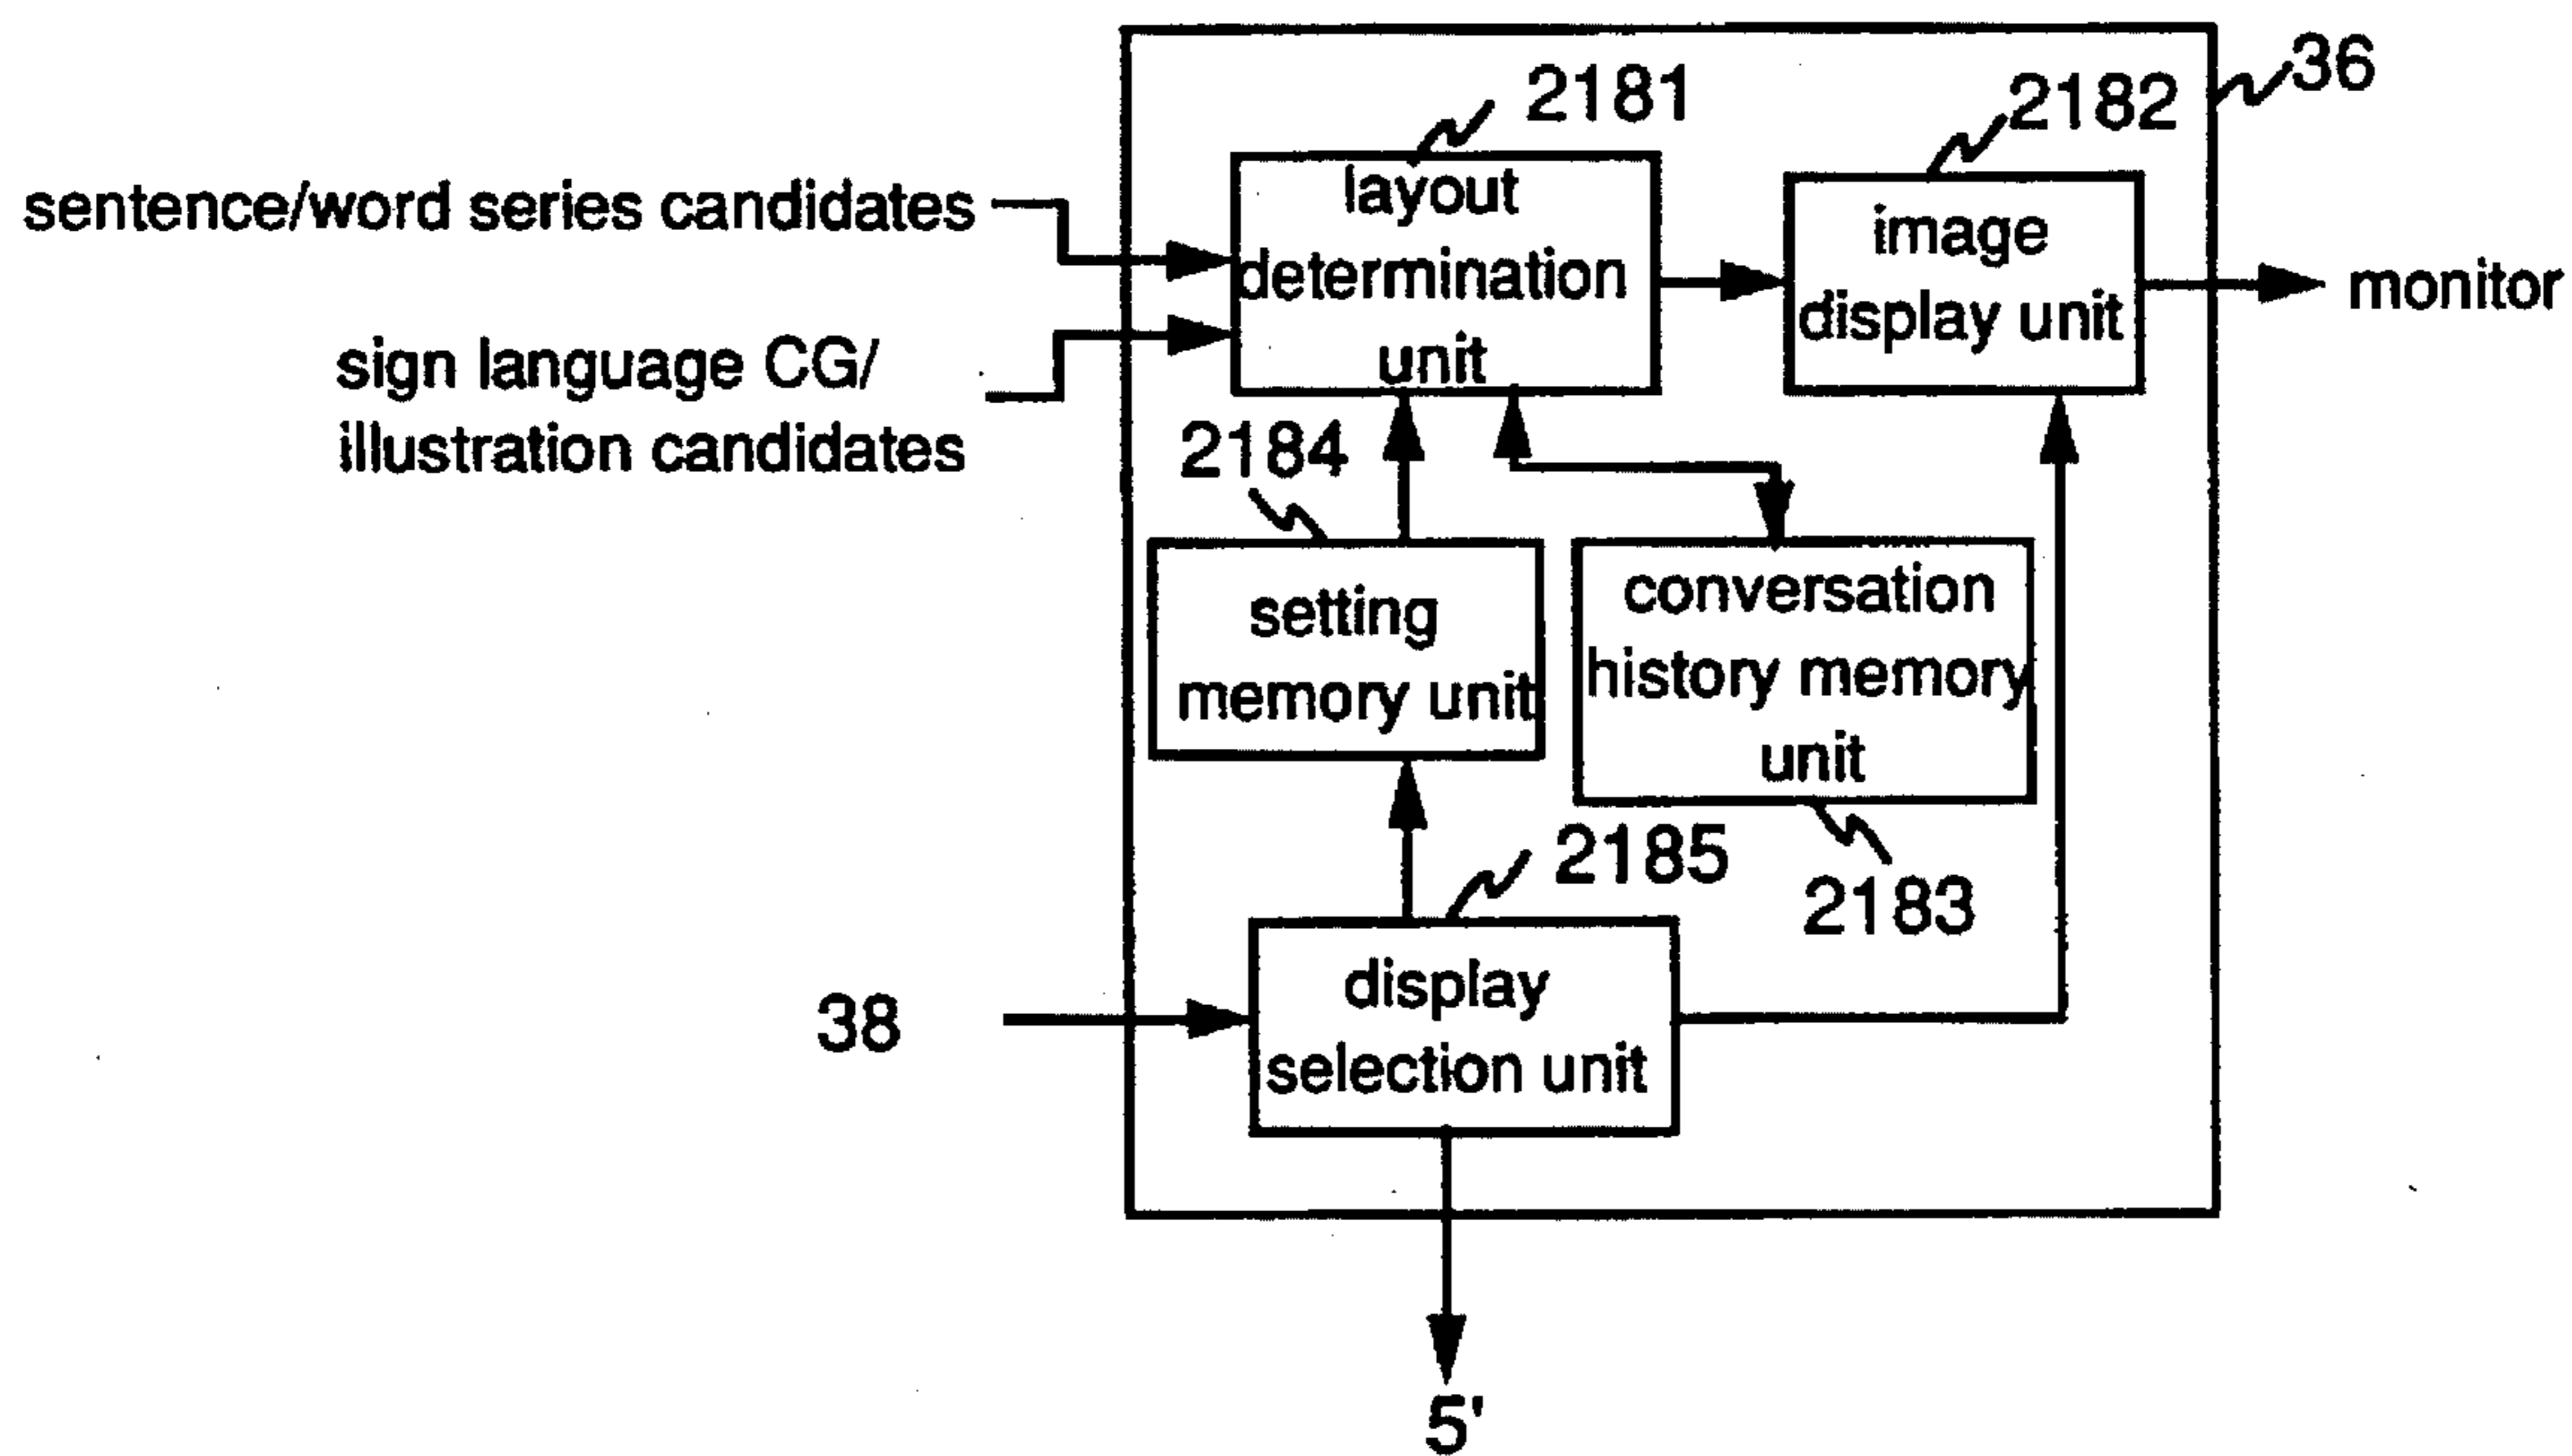 36
2181
2182
sentence/word series candidates
layout
determination
unit
image
display unit
monitor
sign language CG/
illustration candidates
2184
setting
memory unit
conversation
history memory
unit
2185
2183
38
display
selection unit
5'